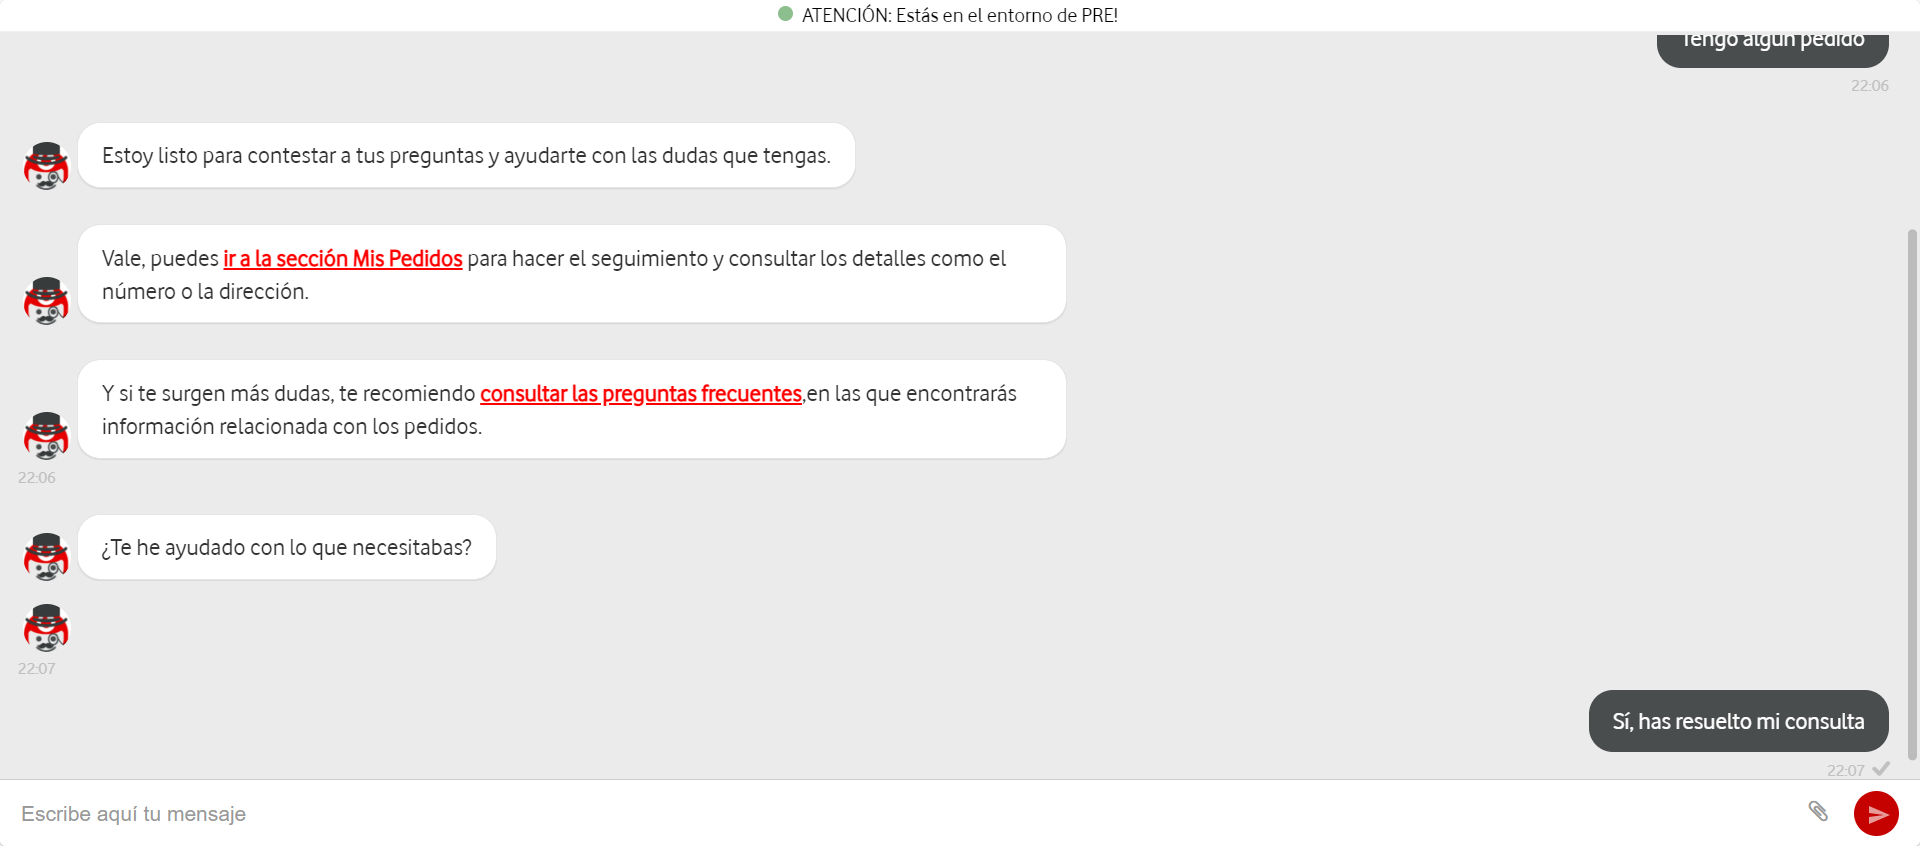 ATENCIÓN: Estás en el entorno de PRE!
Tengo algún pedido
22:06
Estoy listo para contestar a tus preguntas y ayudarte con las dudas que tengas.
Vale, puedes ir a la sección Mis Pedidos para hacer el seguimiento y consultar los detalles como el
número o la dirección.
Y si te surgen más dudas, te recomiendo consultar las preguntas frecuentes,en las que encontrarás
información relacionada con los pedidos.
22:06
¿Te he ayudado con lo que necesitabas?
22:07
Sí, has resuelto mi consulta
22:07
Escribe aquí tu mensaje